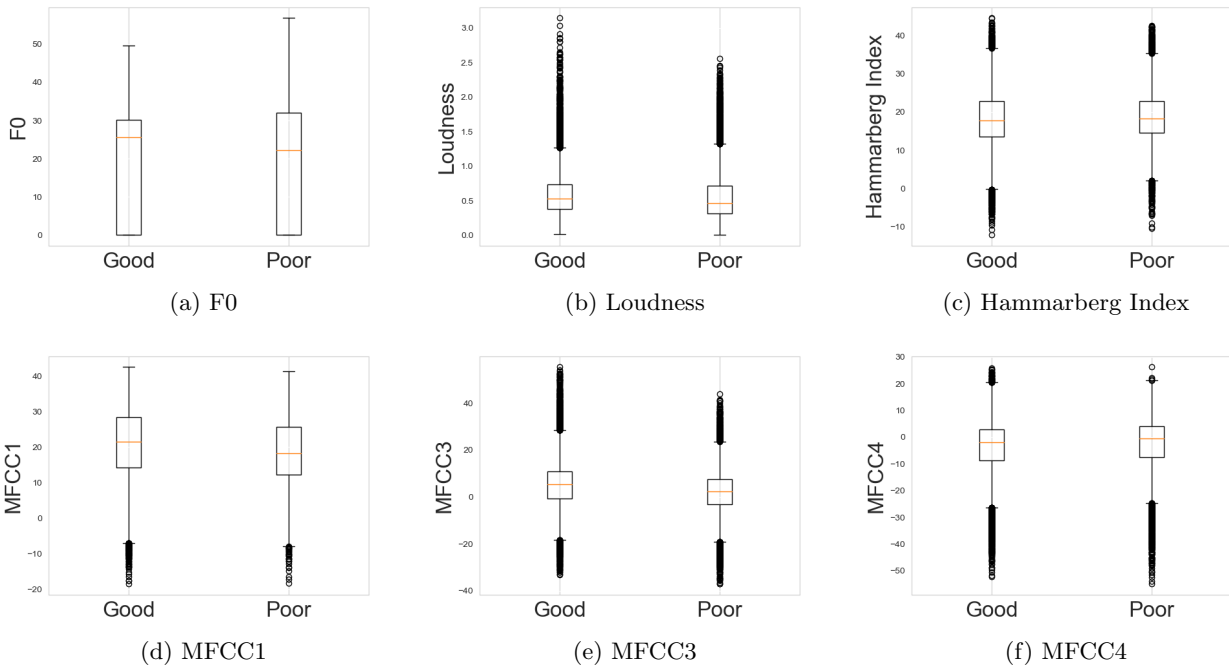 F0
50
40
30
20
10
0
Good Poor
(a) F0
Loudness
3.0
2.5
2.0
1.5
1.0
0.5
0.0
Good Poor
(b) Loudness
Hammarberg Index
40
30
20
10
0
−10
Good Poor
(c) Hammarberg Index
MFCC1
40
30
20
10
0
−10
−20
Good Poor
(d) MFCC1
MFCC3
40
20
0
−20
−40
Good Poor
(e) MFCC3
MFCC4
30
20
10
0
−10
−20
−30
−40
−50
Good Poor
(f) MFCC4